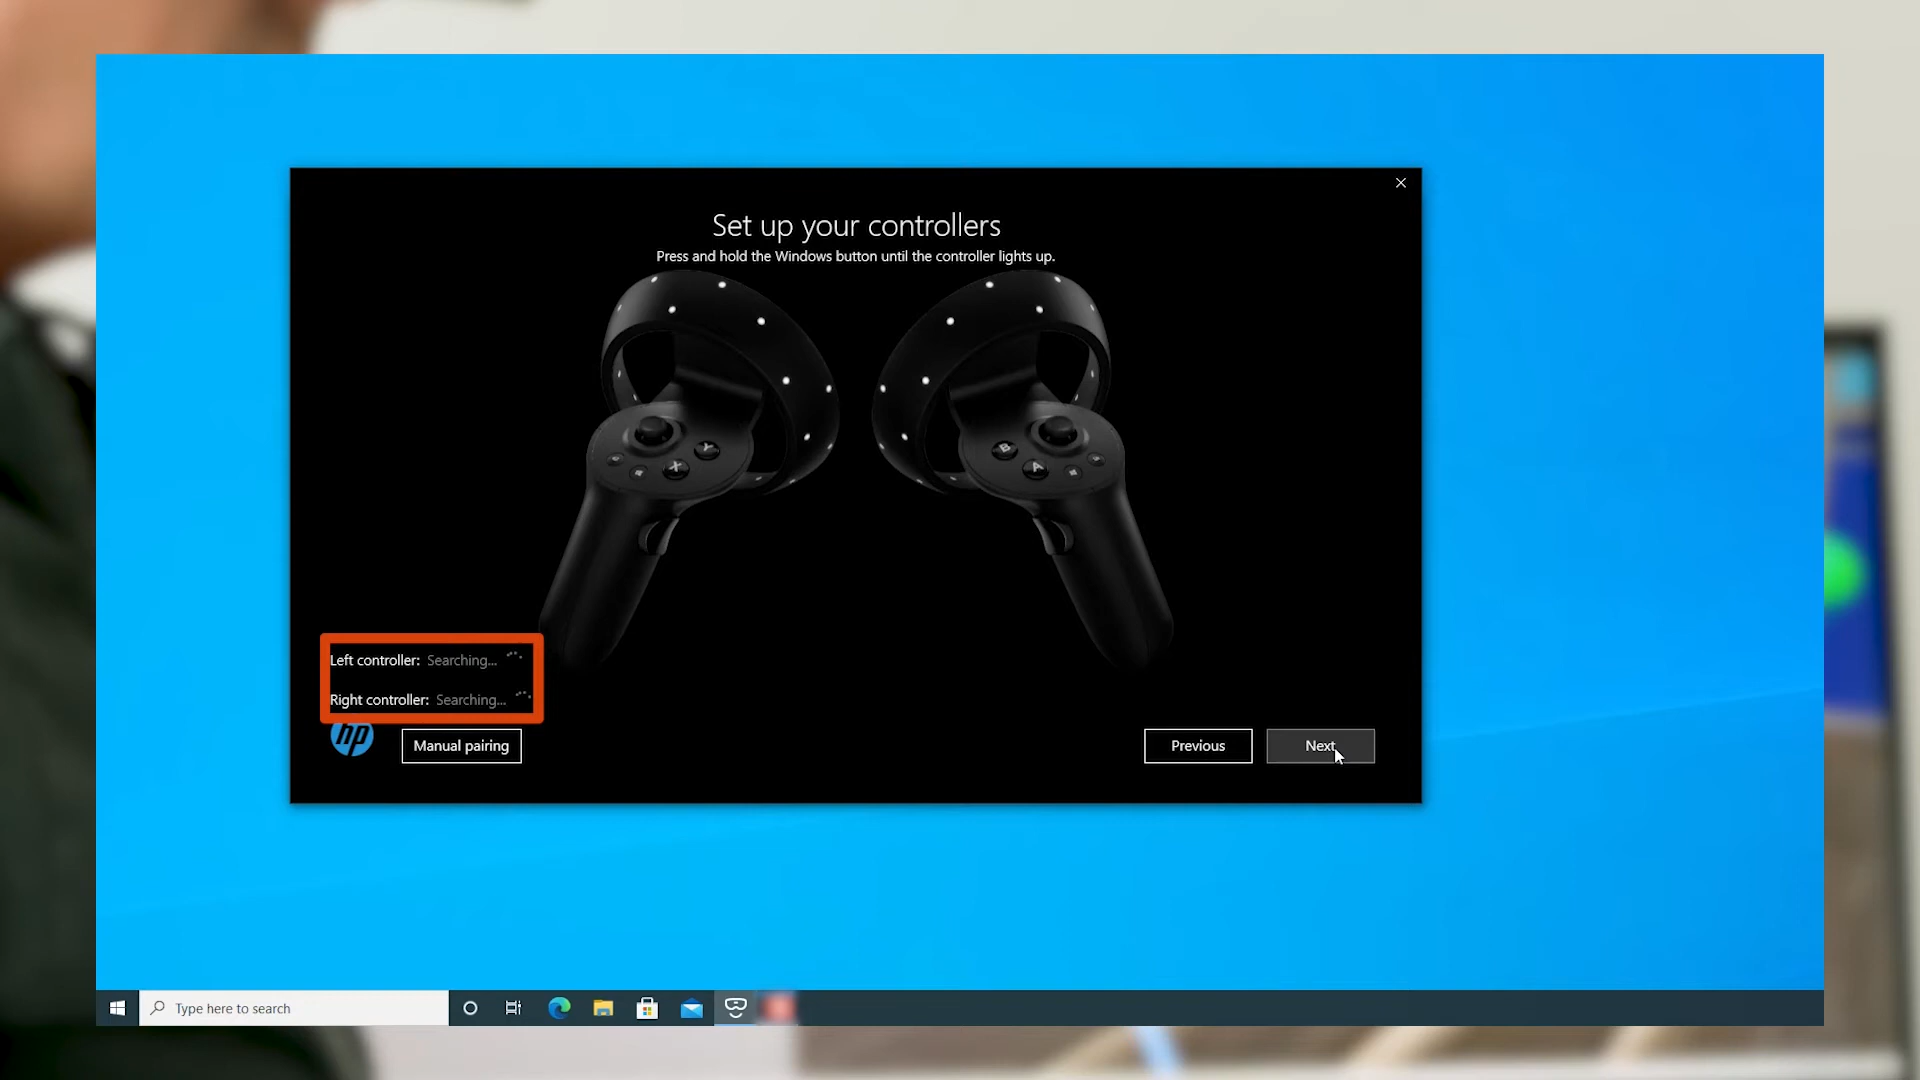 Set up your controllers
Press and hold the Windows button until the controller lights up.
Y
X
B
A
Left controller: Searching...
Right controller: Searching...
hp
Manual pairing
Previous
Next
Type here to search